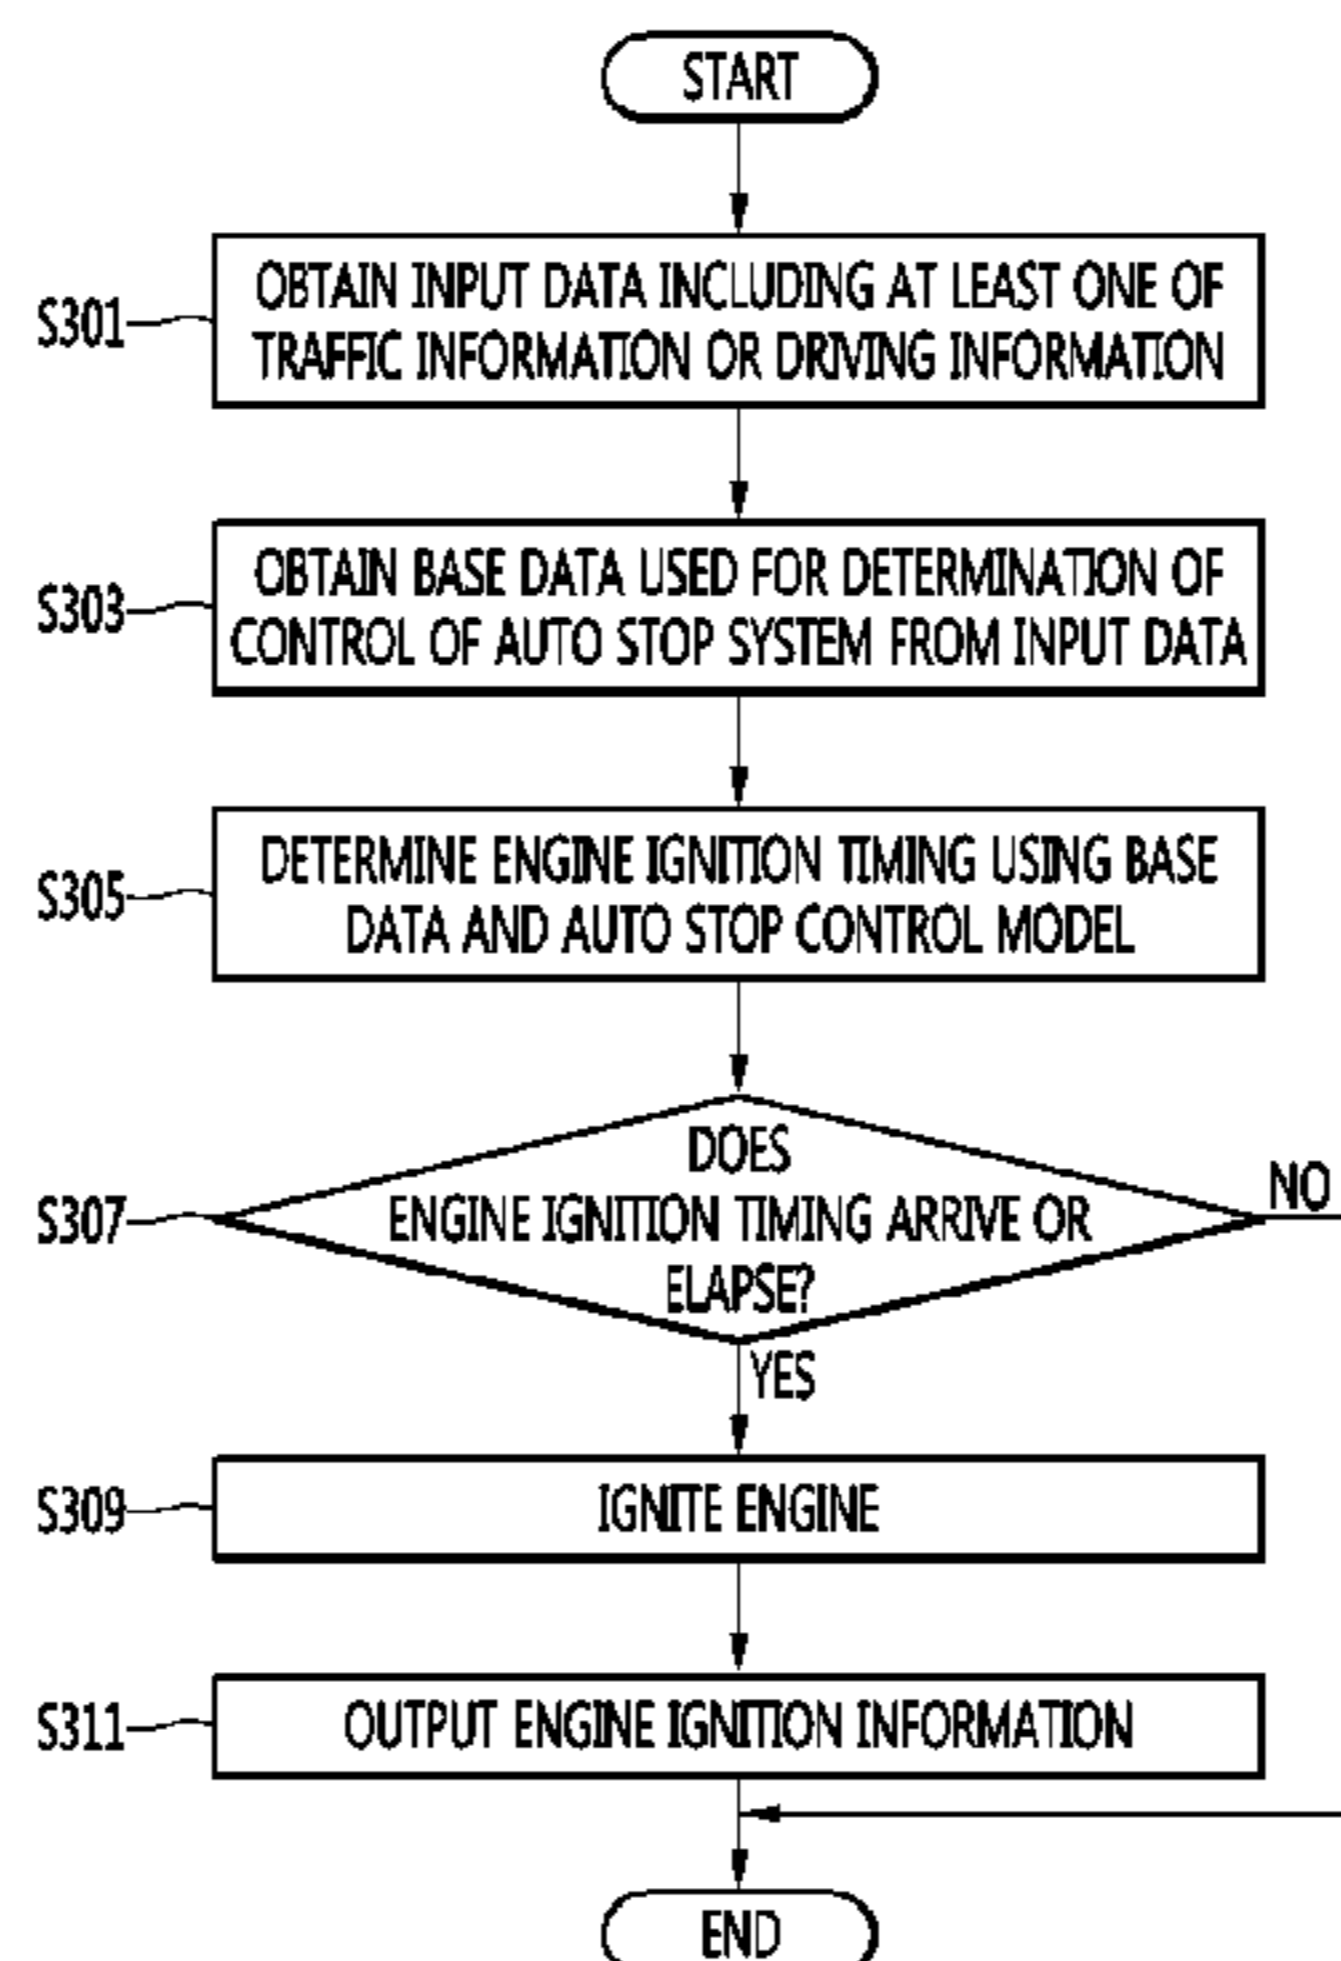 START
S301
OBTAIN INPUT DATA INCLUDING AT LEAST ONE OF
TRAFFIC INFORMATION OR DRIVING INFORMATION
S303
OBTAIN BASE DATA USED FOR DETERMINATION OF
CONTROL OF AUTO STOP SYSTEM FROM INPUT DATA
S305
DETERMINE ENGINE IGNITION TIMING USING BASE
DATA AND AUTO STOP CONTROL MODEL
S307
DOES
ENGINE IGNITION TIMING ARRIVE OR
ELAPSE?
NO
YES
S309
IGNITE ENGINE
S311
OUTPUT ENGINE IGNITION INFORMATION
END